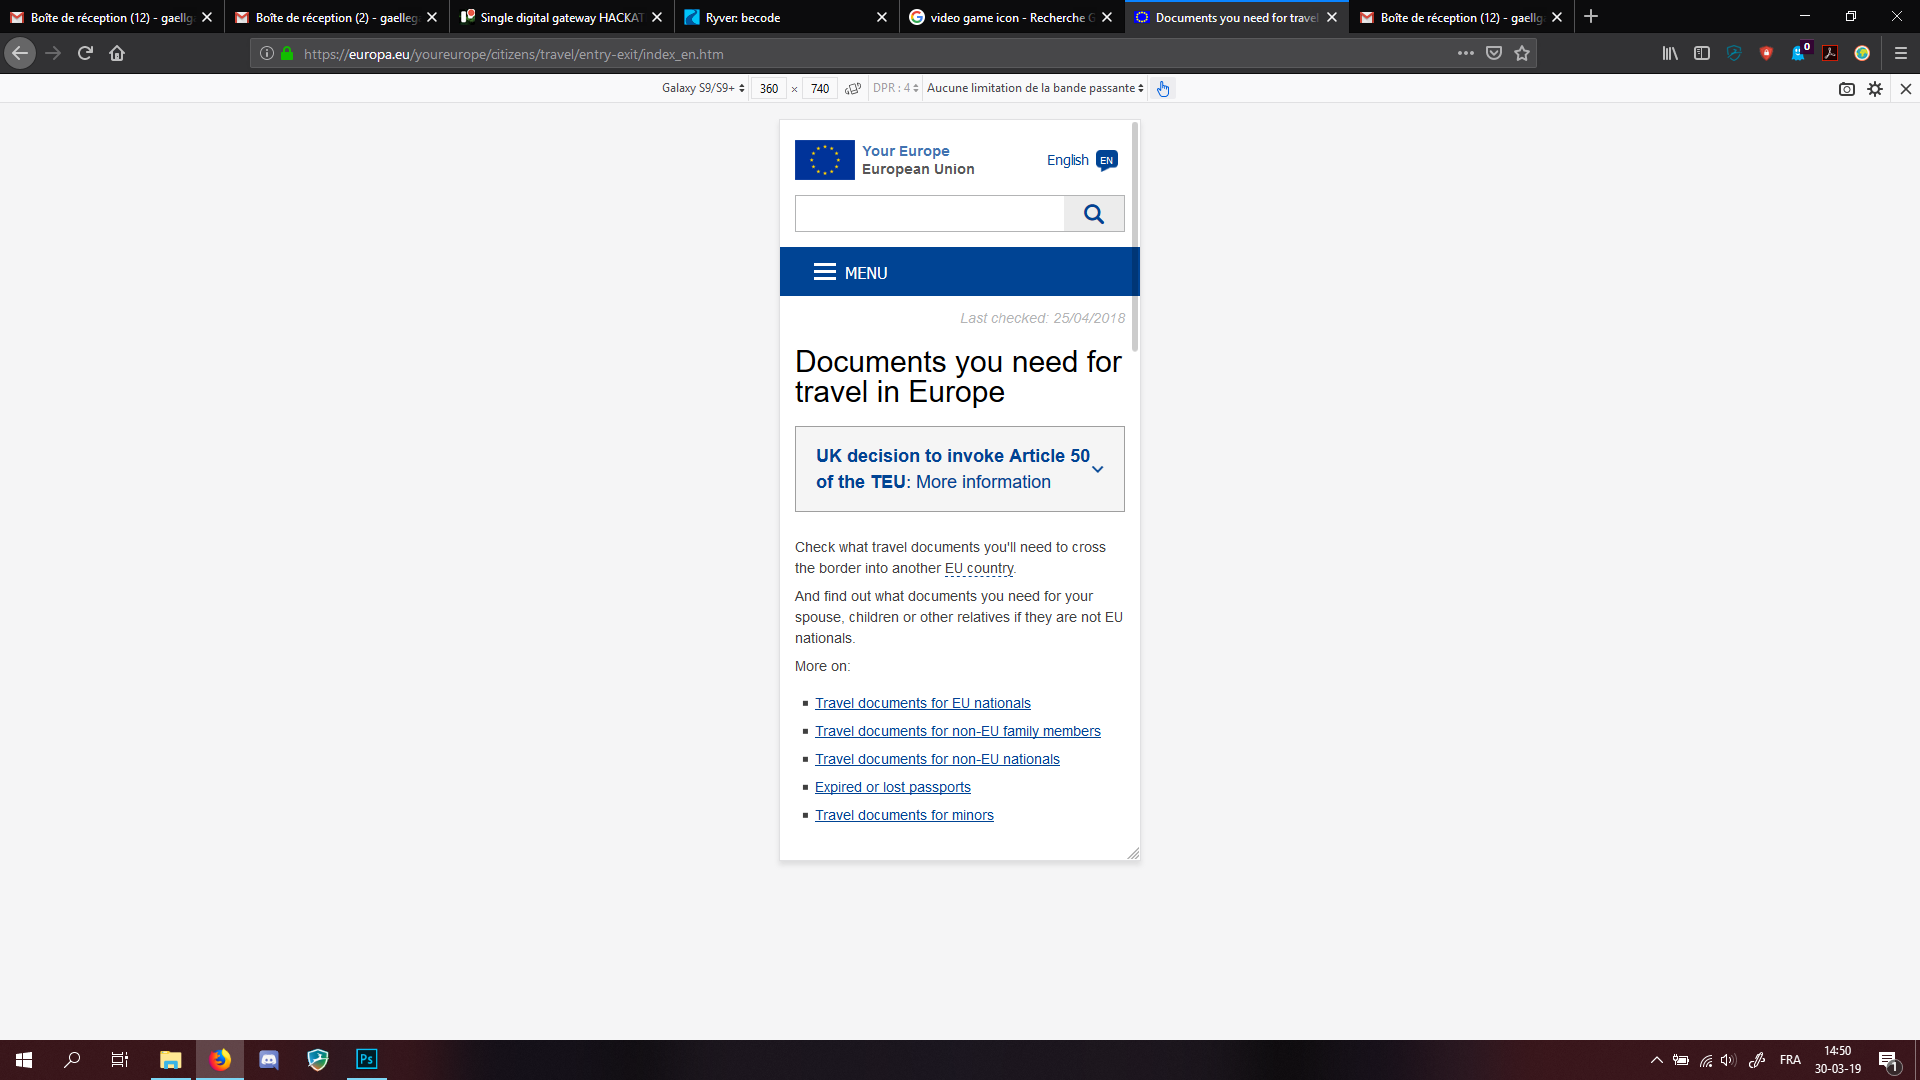 Boîte de réception (12) - gaellg
Boîte de réception (2) - gaelleg
Single digital gateway HACKAT
Ryver: becode
video game icon - Recherche G
Documents you need for travel
Boîte de réception (12) - gaellg
https://europa.eu/youreurope/citizens/travel/entry-exit/index_en.htm
0
Galaxy S9/S9+ 360 × 740 DPR : 4 Aucune limitation de la bande passante
Your Europe
European Union
English EN
MENU
Last checked: 25/04/2018
Documents you need for
travel in Europe
UK decision to invoke Article 50
of the TEU: More information
Check what travel documents you'll need to cross
the border into another EU country.
And find out what documents you need for your
spouse, children or other relatives if they are not EU
nationals.
More on:
Travel documents for EU nationals
Travel documents for non-EU family members
Travel documents for non-EU nationals
Expired or lost passports
Travel documents for minors
Ps
FRA
14:50
30-03-19
1